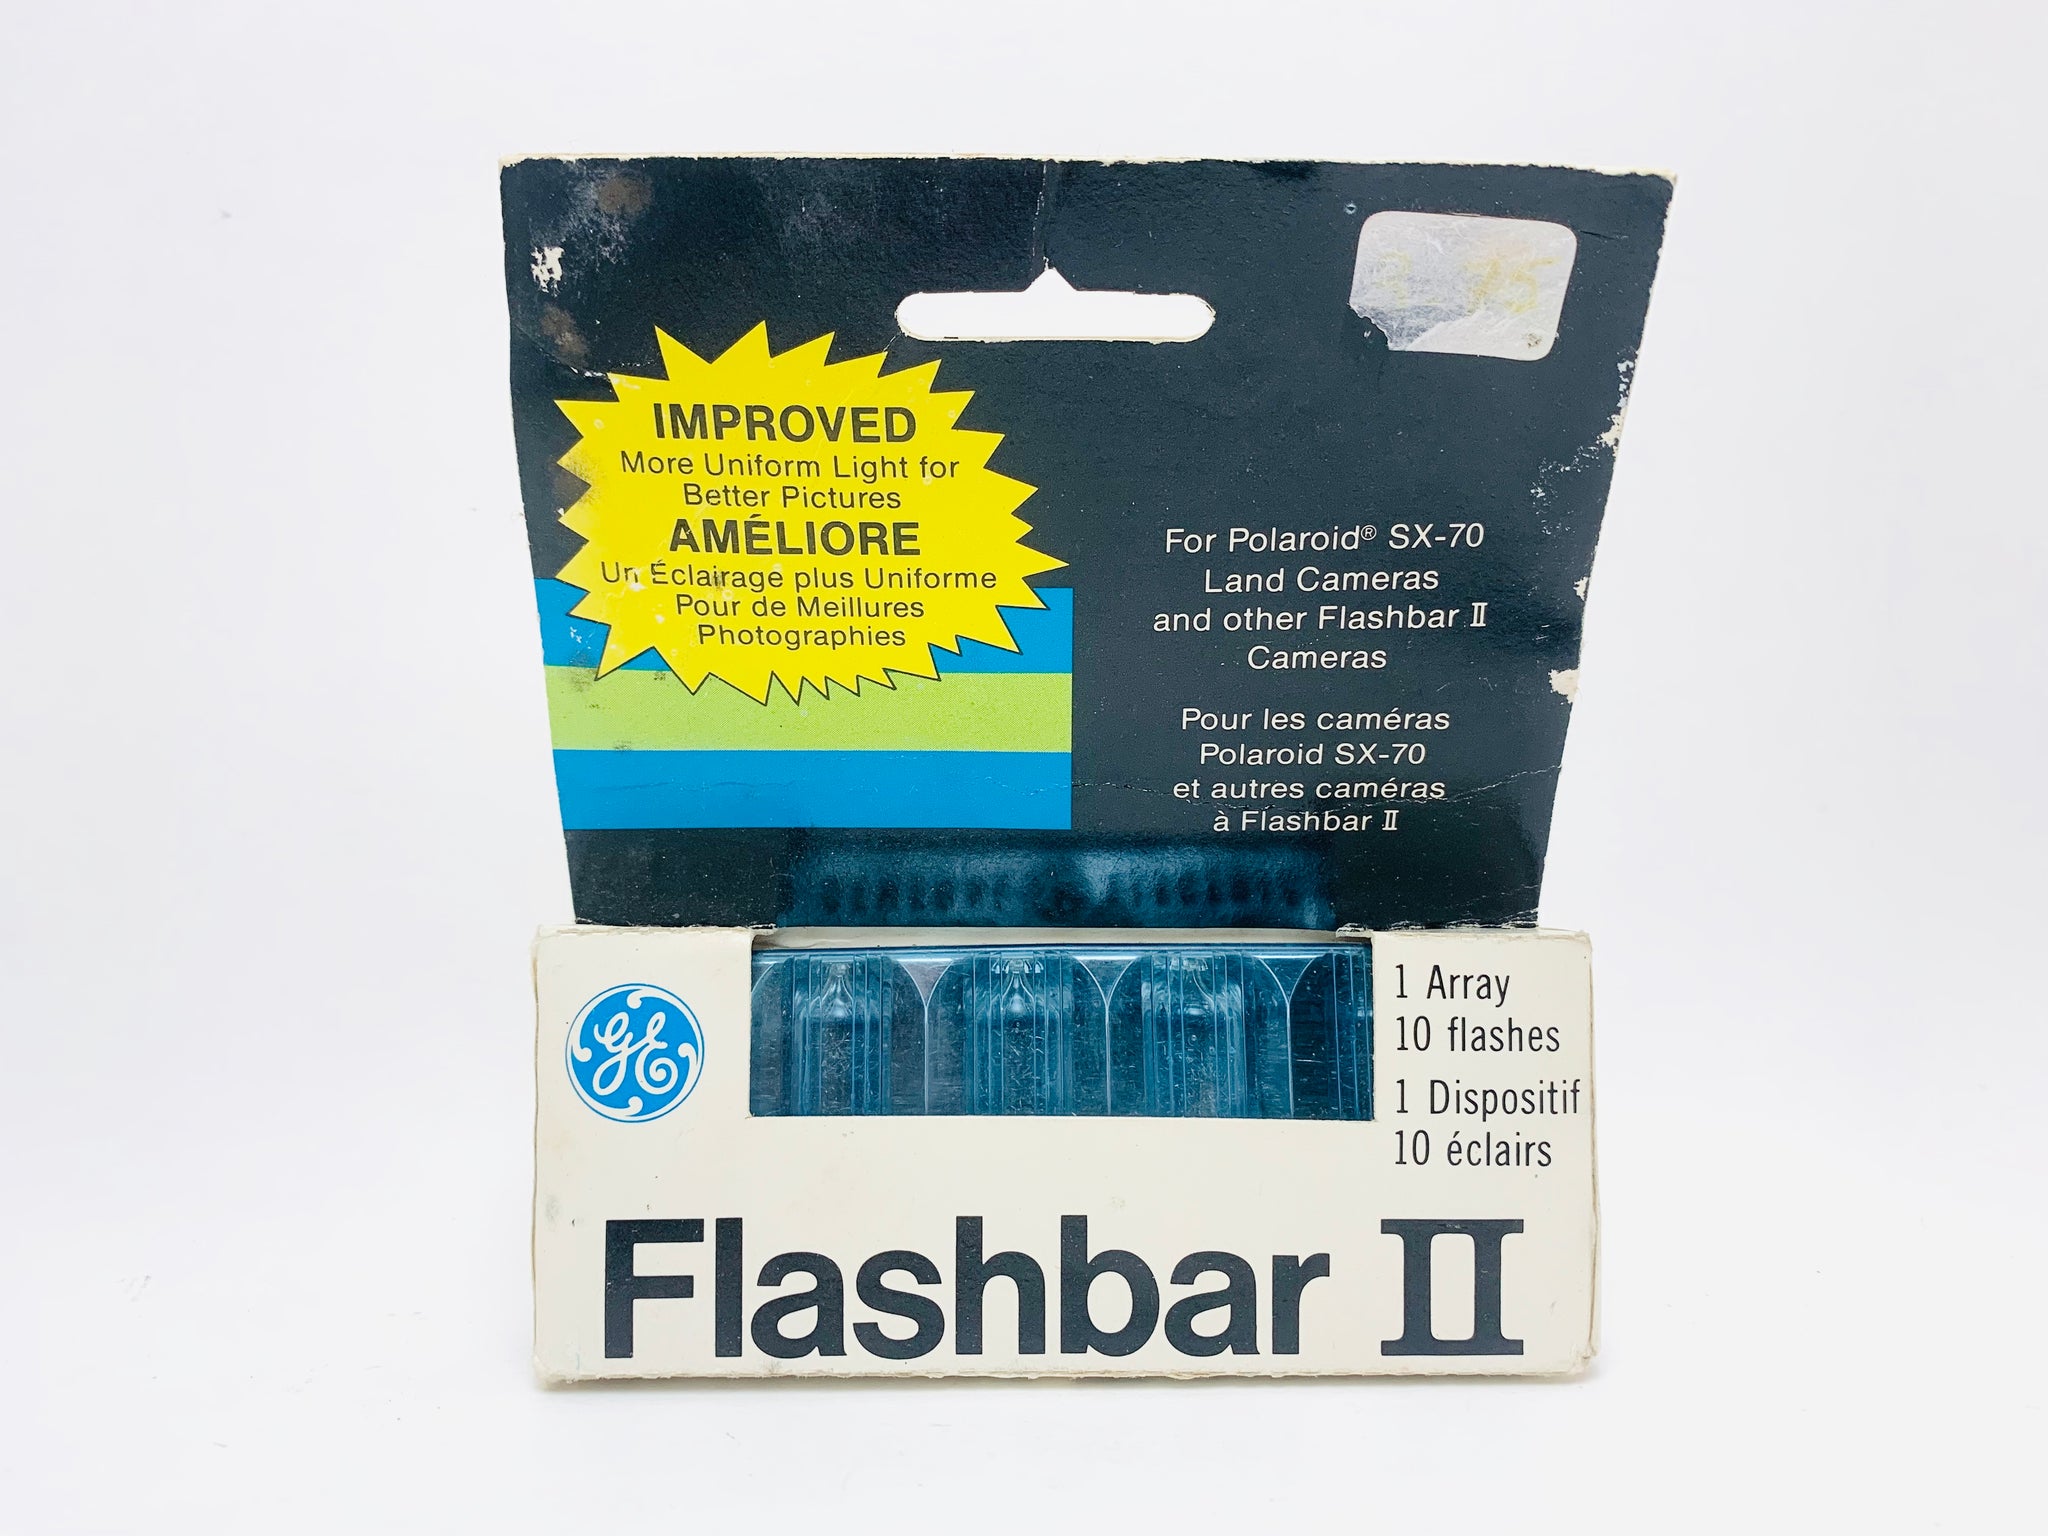 IMPROVED
More Uniform Light for
Better Pictures
AMÉLIORE
Un Éclairage plus Uniforme
Pour de Meillures
Photographies
For Polaroid® SX-70
Land Cameras
and other Flashbar II
Cameras
Pour les caméras
Polaroid SX-70
et autres caméras
à Flashbar II
GE
1 Array
10 flashes
1 Dispositif
10 éclairs
Flashbar II